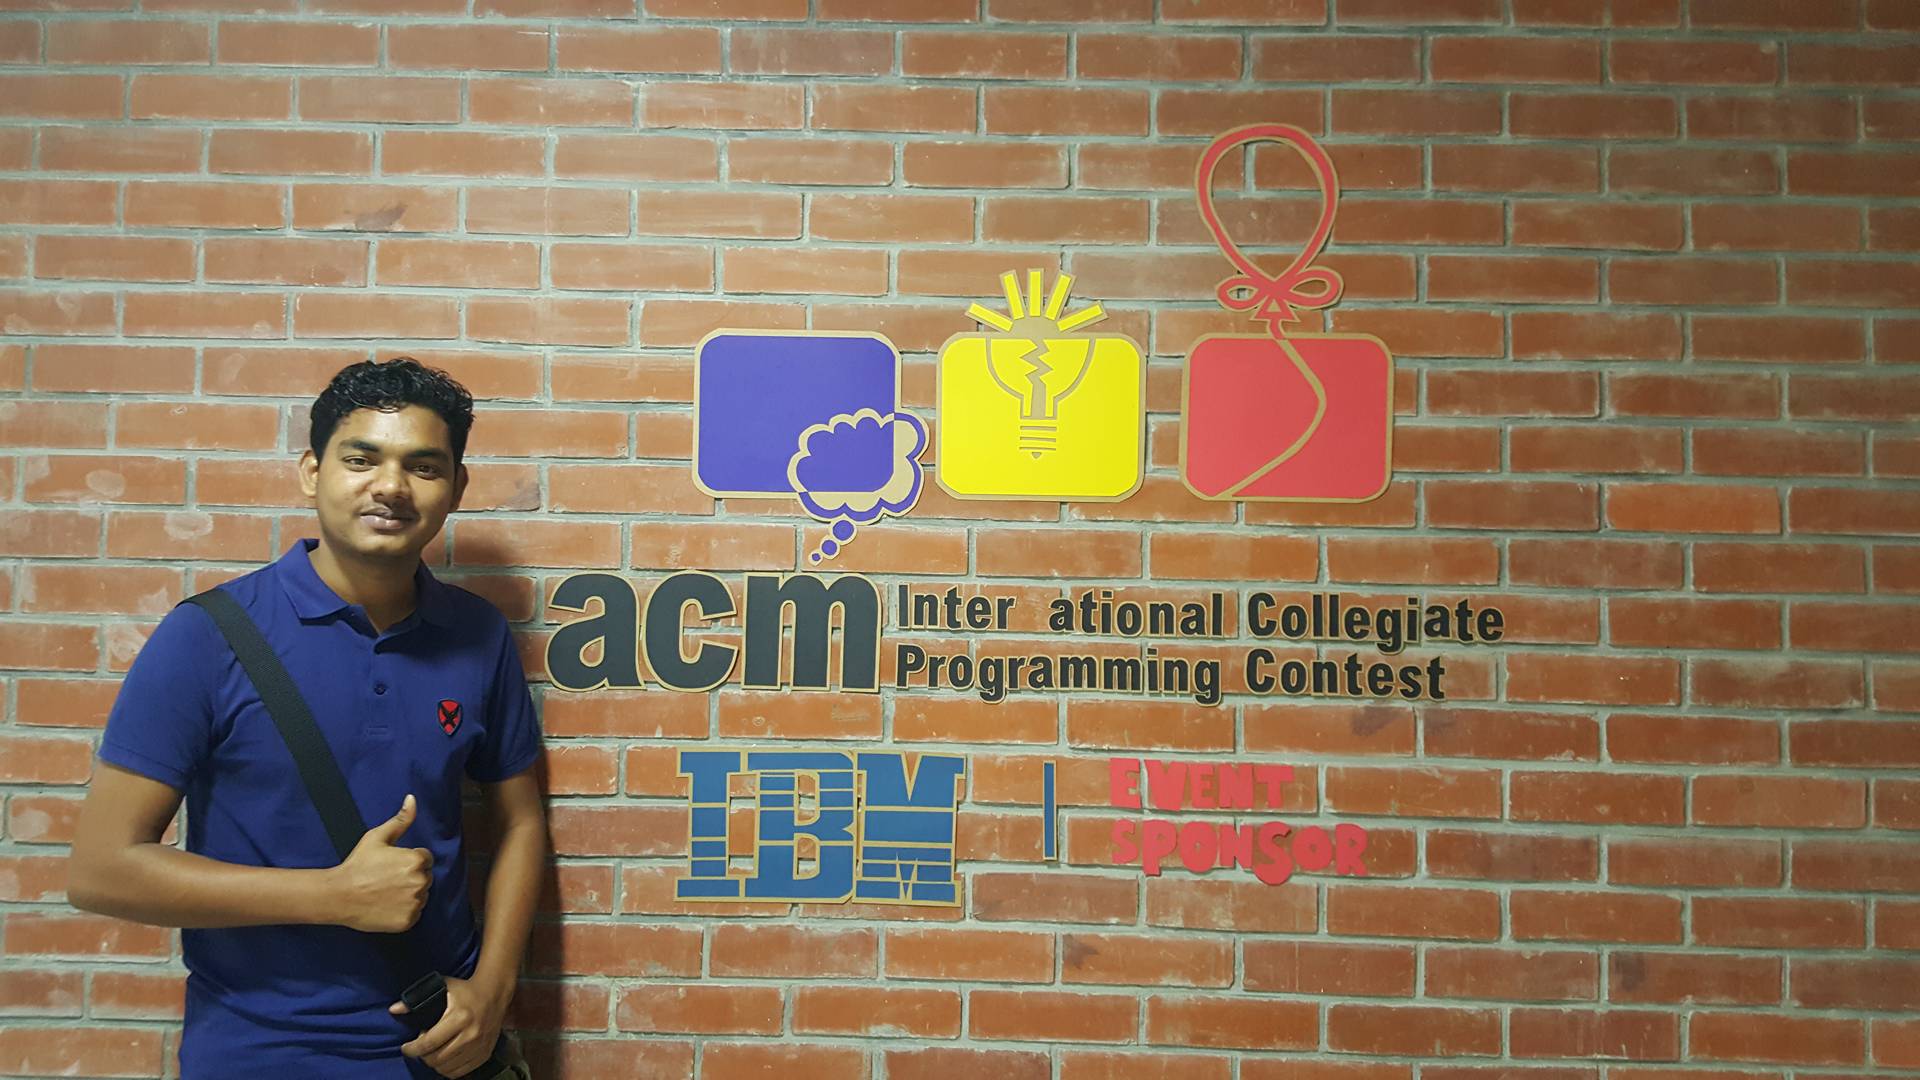 acm
Inter ational Collegiate
Programming Contest
IBM
EVENT
SPONSOR